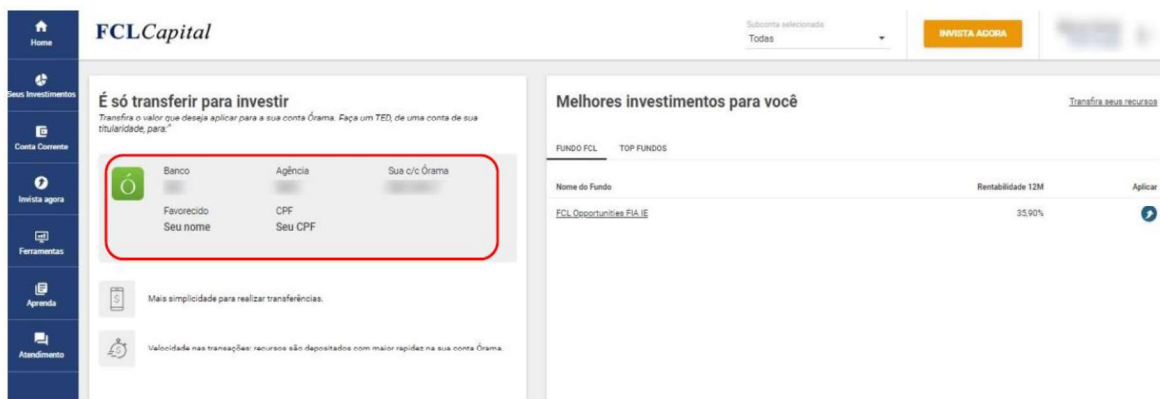 Home
Seus Investimentos
Conta Corrente
Invista agora
Ferramentas
Aprenda
Atendimento
FCLCapital
Subconta selecionada
Todas
INVISTA AGORA
É só transferir para investir
Transfira o valor que deseja aplicar para a sua conta Órama. Faça um TED, de uma conta de sua
titularidade, para:"
Ó
Banco Agência Sua c/c Órama
Favorecido CPF
Seu nome Seu CPF
Mais simplicidade para realizar transferências.
Velocidade nas transações: recursos são depositados com maior rapidez na sua conta Órama.
Melhores investimentos para você
Transfira seus recursos
FUNDO FCL TOP FUNDOS
Nome do Fundo Rentabilidade 12M Aplicar
FCL Opportunities FIA IE 35,90%